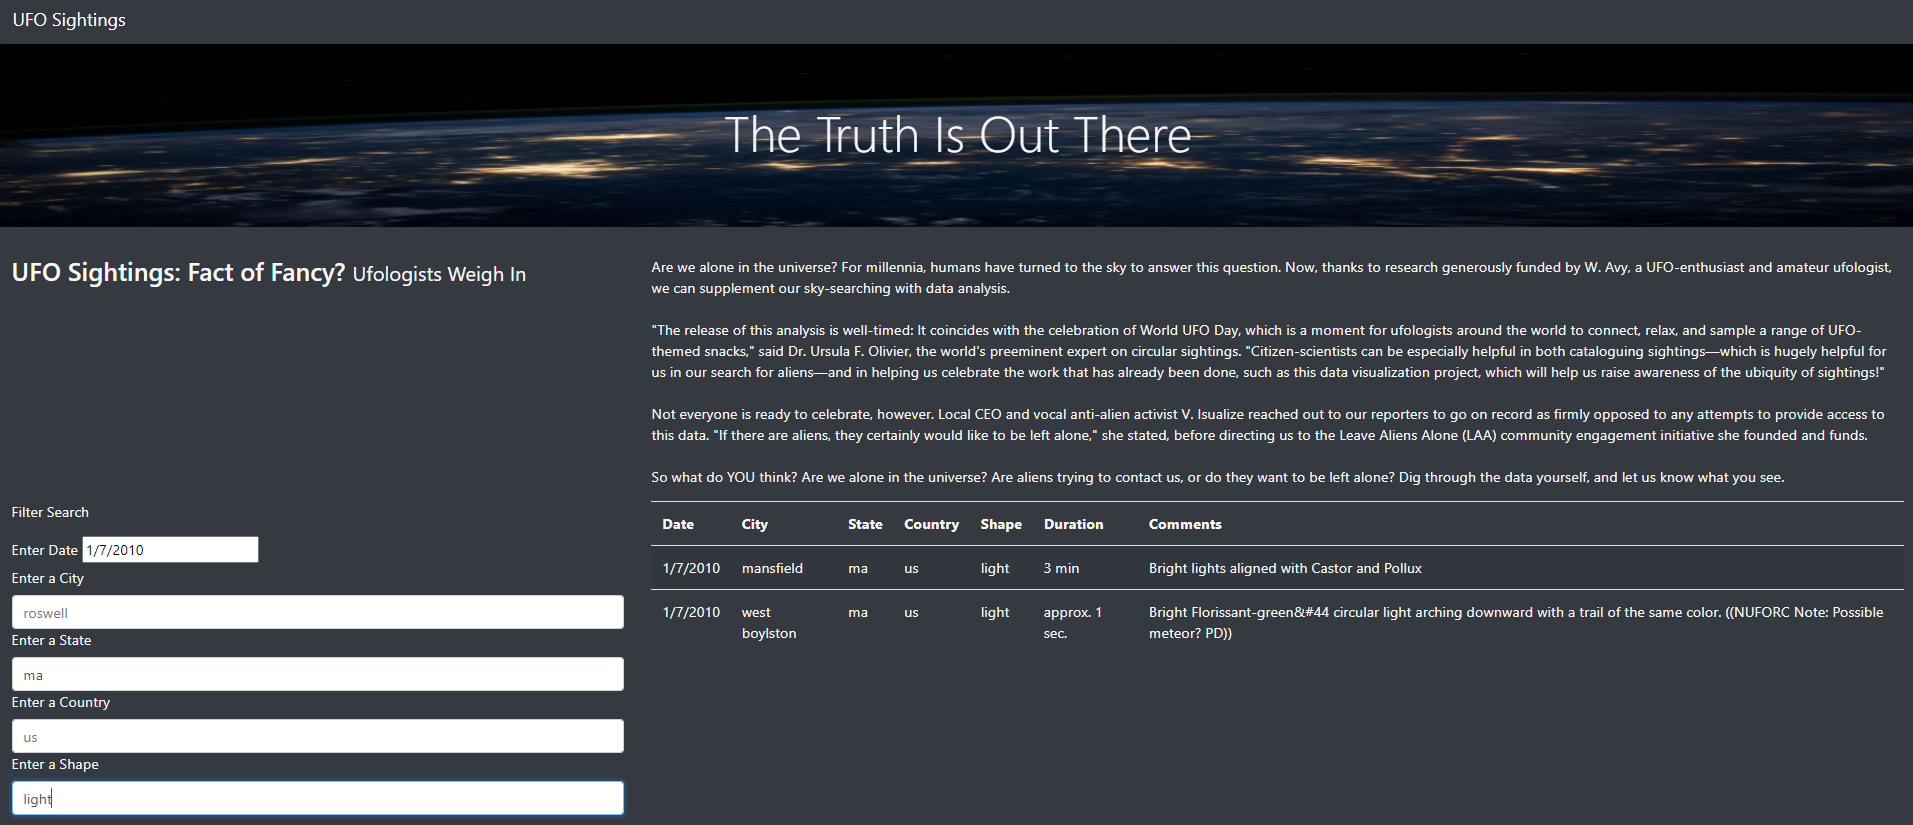 UFO Sightings
The Truth Is Out There
UFO Sightings: Fact of Fancy? Ufologists Weigh In
Are we alone in the universe? For millennia, humans have turned to the sky to answer this question. Now, thanks to research generously funded by W. Avy, a UFO-enthusiast and amateur ufologist,
we can supplement our sky-searching with data analysis.
"The release of this analysis is well-timed: It coincides with the celebration of World UFO Day, which is a moment for ufologists around the world to connect, relax, and sample a range of UFO-
themed snacks," said Dr. Ursula F. Olivier, the world's preeminent expert on circular sightings. "Citizen-scientists can be especially helpful in both cataloguing sightings—which is hugely helpful for
us in our search for aliens—and in helping us celebrate the work that has already been done, such as this data visualization project, which will help us raise awareness of the ubiquity of sightings!"
Not everyone is ready to celebrate, however. Local CEO and vocal anti-alien activist V. Isualize reached out to our reporters to go on record as firmly opposed to any attempts to provide access to
this data. "If there are aliens, they certainly would like to be left alone," she stated, before directing us to the Leave Aliens Alone (LAA) community engagement initiative she founded and funds.
So what do YOU think? Are we alone in the universe? Are aliens trying to contact us, or do they want to be left alone? Dig through the data yourself, and let us know what you see.
Filter Search
Enter Date 1/7/2010
Enter a City
roswell
Enter a State
ma
Enter a Country
us
Enter a Shape
light
Date City State Country Shape Duration Comments
1/7/2010 mansfield ma us light 3 min Bright lights aligned with Castor and Pollux
1/7/2010 west ma us light approx. 1 Bright Florissant-green&#44 circular light arching downward with a trail of the same color. ((NUFORC Note: Possible
boylston sec. meteor? PD))